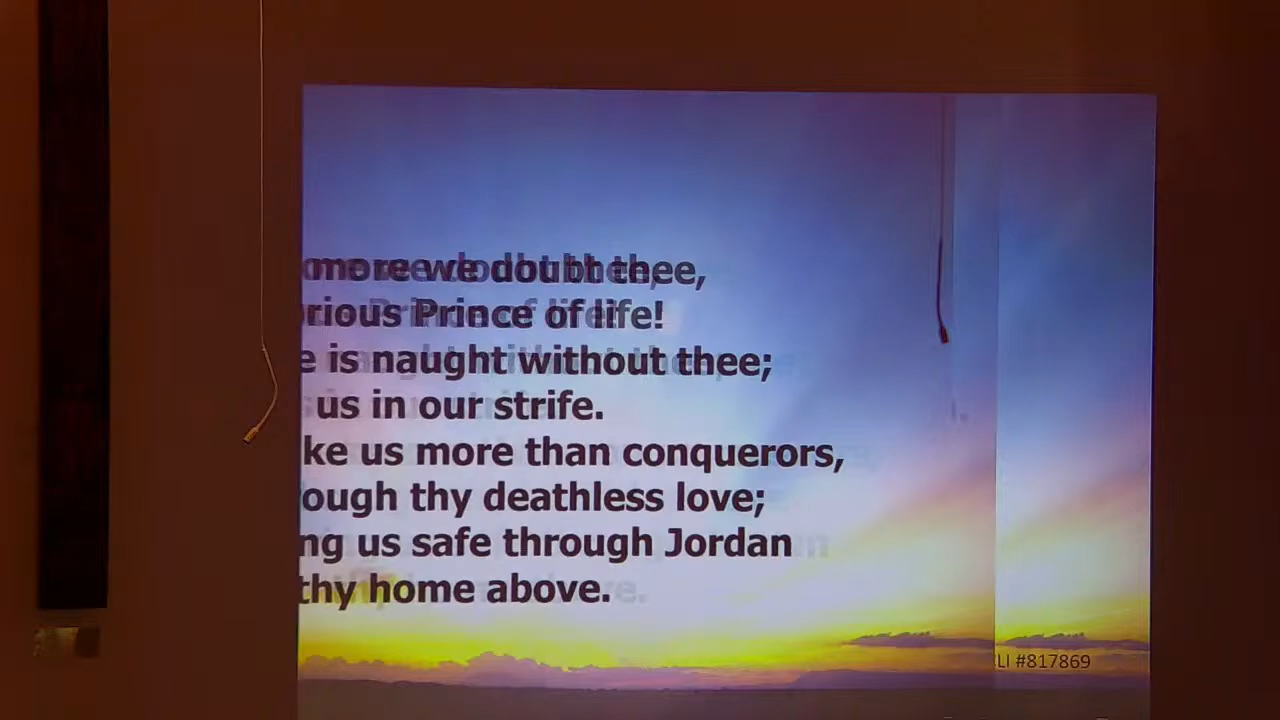 more we doubt thee,
rious Prince of life!
e is naught without thee;
us in our strife.
ke us more than conquerors,
ough thy deathless love;
ng us safe through Jordan
thy home above.
LI #817869